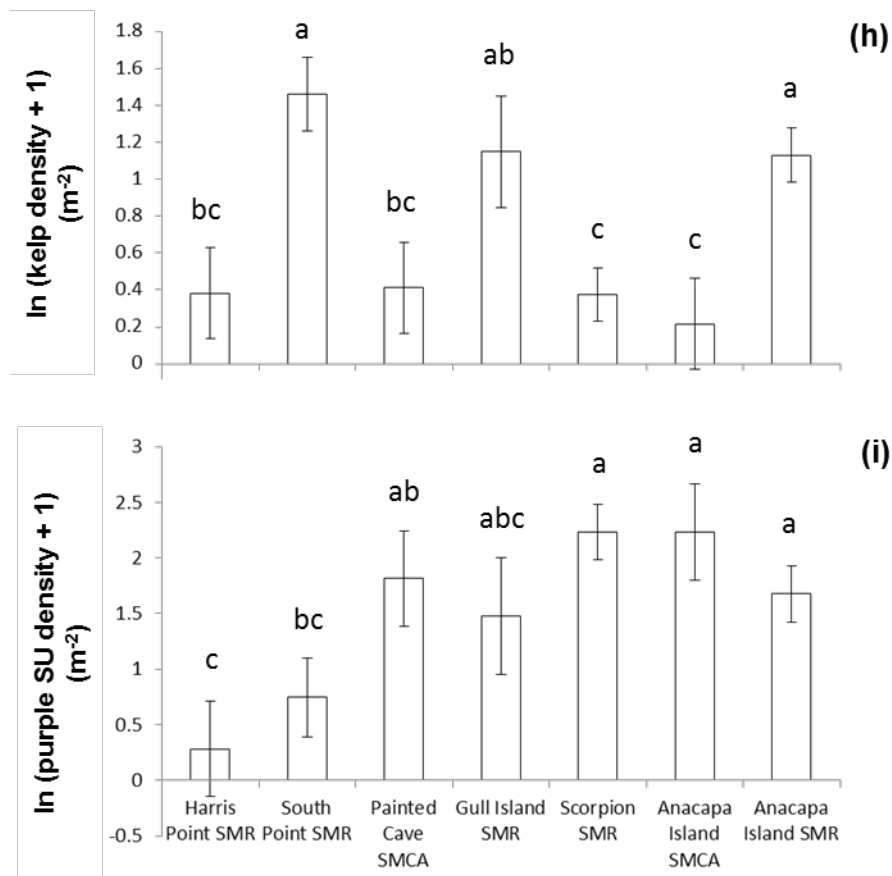 (h)
ln (kelp density + 1)
(m-2)
1.8
1.6
1.4
1.2
1
0.8
0.6
0.4
0.2
0
bc
a
bc
ab
c
c
a
(i)
ln (purple SU density + 1)
(m-2)
3
2.5
2
1.5
1
0.5
0
-0.5
c
bc
ab
abc
a
a
a
Harris
Point SMR
South
Point SMR
Painted
Cave
SMCA
Gull Island
SMR
Scorpion
SMR
Anacapa
Island
SMCA
Anacapa
Island SMR